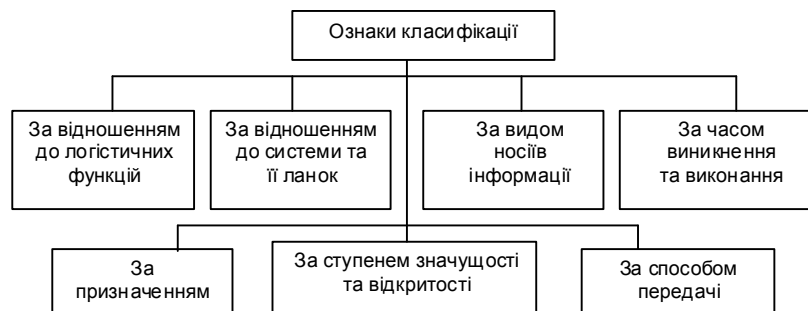 Ознаки класифікації
За відношенням
до логістичних
функцій
За відношенням
до системи та
її ланок
За видом
носіїв
інформації
За часом
виникнення
та виконання
За
призначенням
За ступенем значущості
та відкритості
За способом
передачі